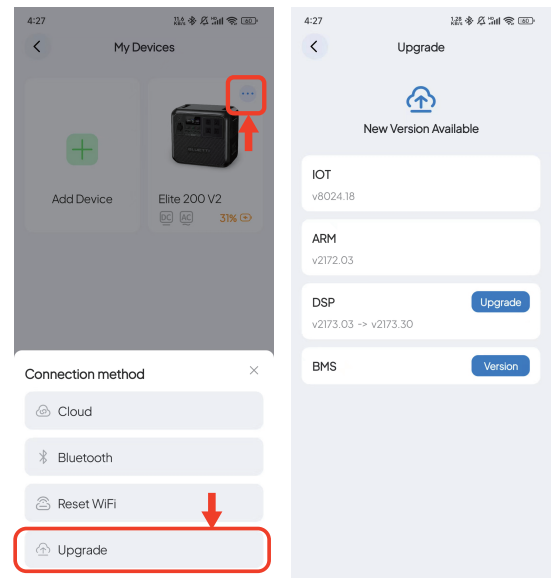 4:27
My Devices
Add Device
Elite 200 V2
DC AC 31%
Connection method
Cloud
Bluetooth
Reset WiFi
Upgrade
4:27
Upgrade
New Version Available
IOT
v8024.18
ARM
v2172.03
DSP
Upgrade
v2173.03 -> v2173.30
BMS
Version